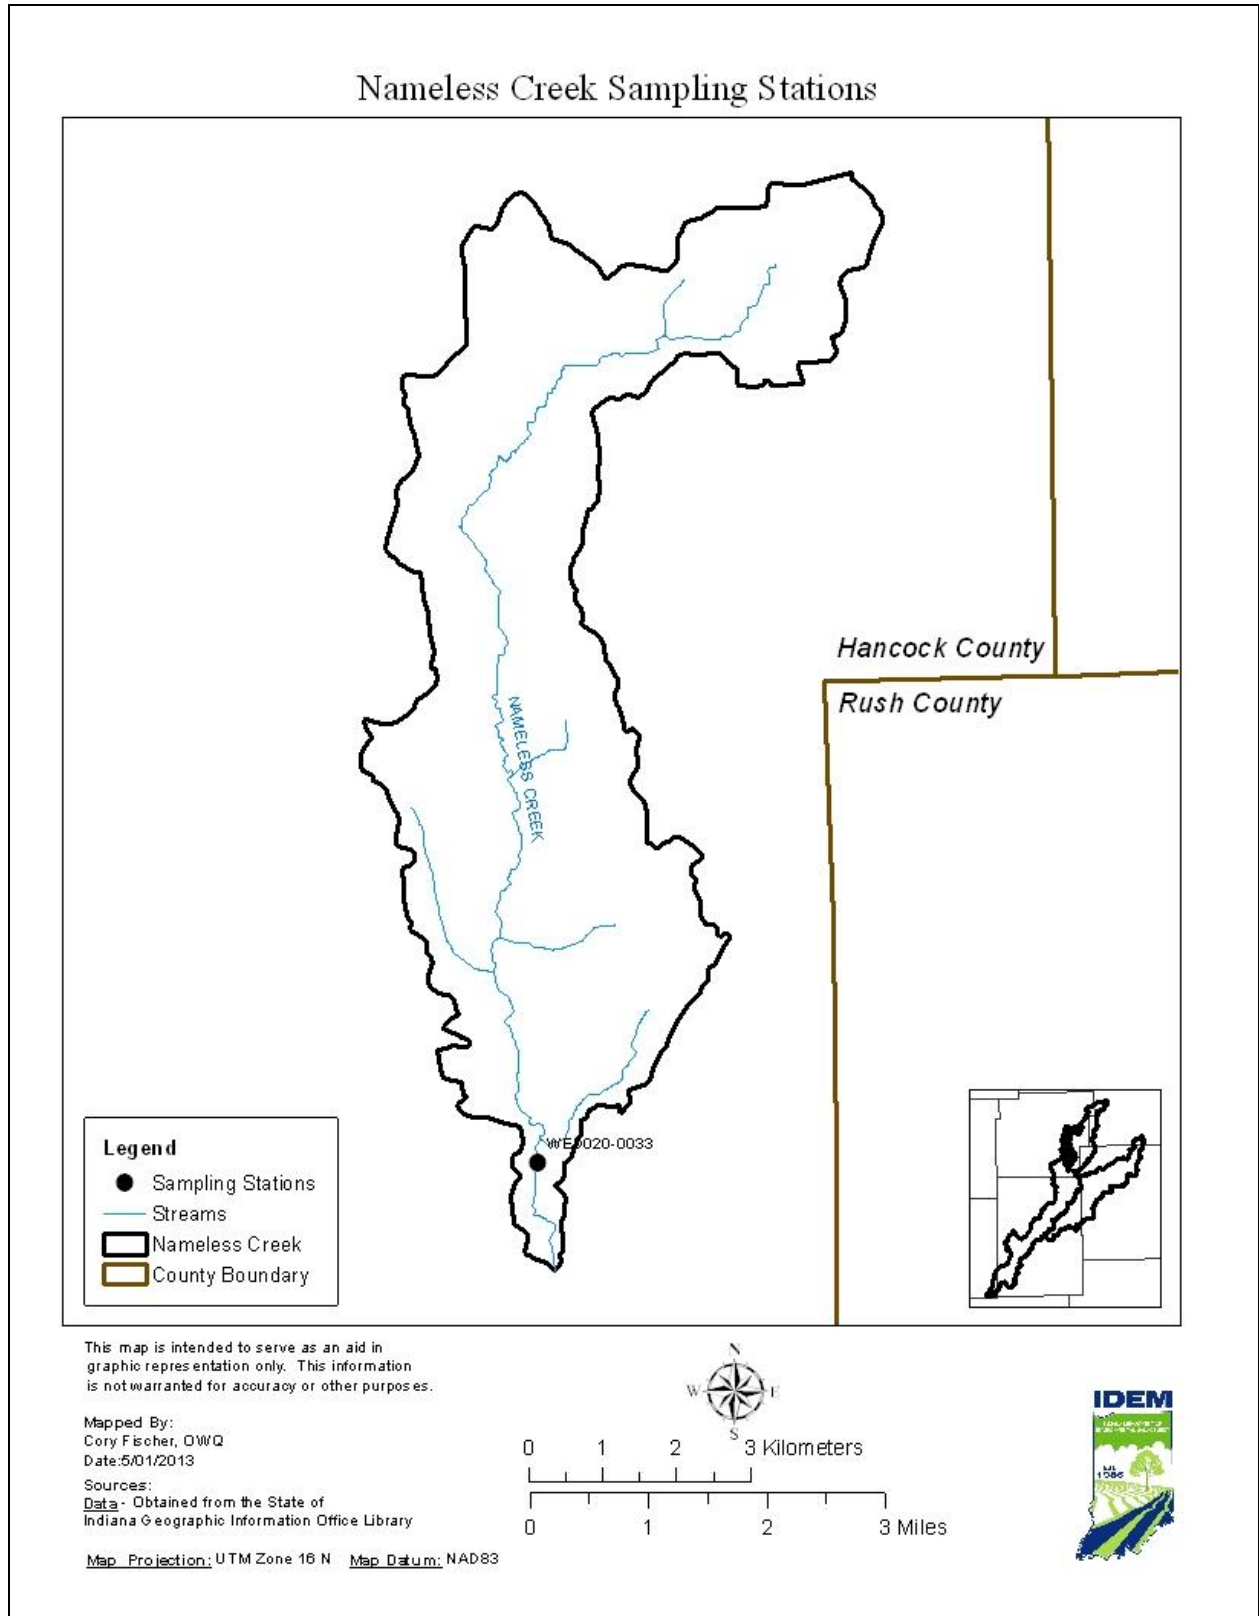 Nameless Creek Sampling Stations
Hancock County
Rush County
NAMELESS CREEK
WE0020-0033
Legend
Sampling Stations
Streams
Nameless Creek
County Boundary
This map is intended to serve as an aid in
graphic representation only. This information
is not warranted for accuracy or other purposes.
Mapped By:
Cory Fischer, OWQ
Date:5/01/2013
Sources:
Data - Obtained from the State of
Indiana Geographic Information Office Library
Map Projection: UTM Zone 16 N Map Datum: NAD83
N
W E
S
0 1 2 3 Kilometers
0 1 2 3 Miles
IDEM
EST.
1986